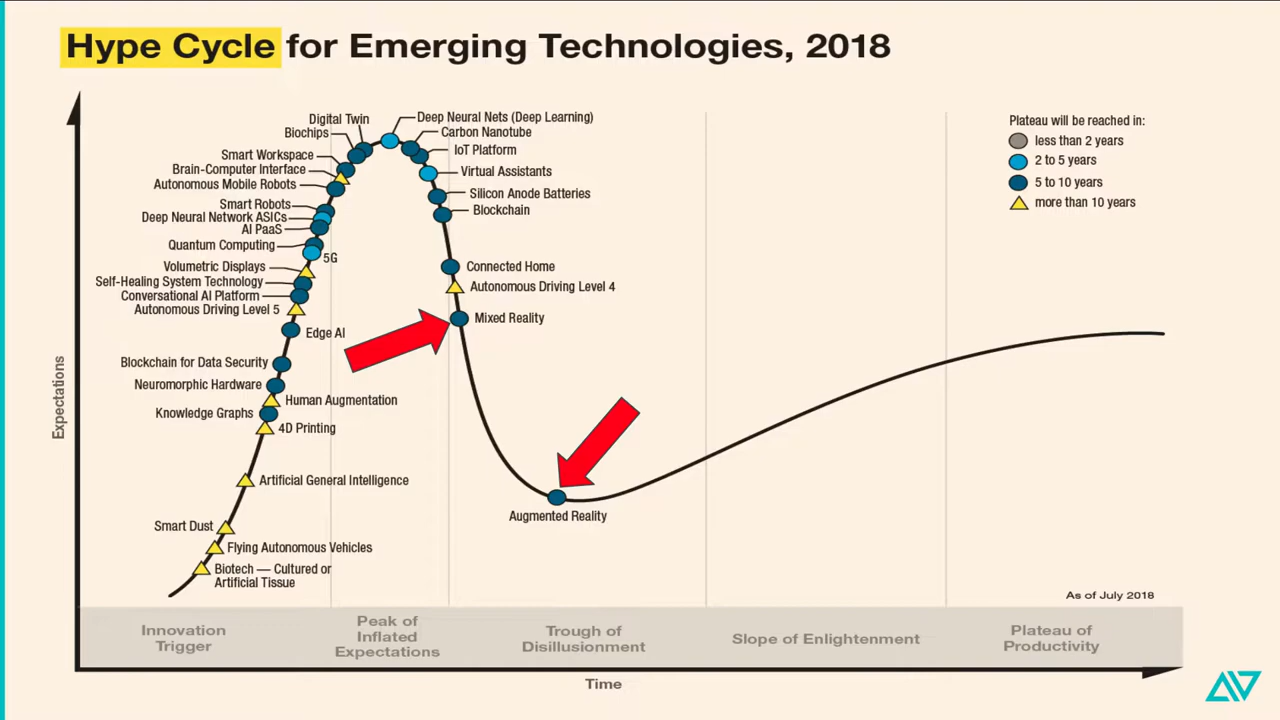 Hype Cycle for Emerging Technologies, 2018
Plateau will be reached in:
less than 2 years
2 to 5 years
5 to 10 years
more than 10 years
Digital Twin
Biochips
Smart Workspace
Brain-Computer Interface
Autonomous Mobile Robots
Smart Robots
Deep Neural Network ASICs
AI PaaS
Quantum Computing
5G
Volumetric Displays
Self-Healing System Technology
Conversational AI Platform
Autonomous Driving Level 5
Edge AI
Blockchain for Data Security
Neuromorphic Hardware
Human Augmentation
Knowledge Graphs
4D Printing
Artificial General Intelligence
Smart Dust
Flying Autonomous Vehicles
Biotech — Cultured or
Artificial Tissue
Deep Neural Nets (Deep Learning)
Carbon Nanotube
IoT Platform
Virtual Assistants
Silicon Anode Batteries
Blockchain
Connected Home
Autonomous Driving Level 4
Mixed Reality
Augmented Reality
Expectations
As of July 2018
Innovation
Trigger
Peak of
Inflated
Expectations
Trough of
Disillusionment
Slope of Enlightenment
Plateau of
Productivity
Time